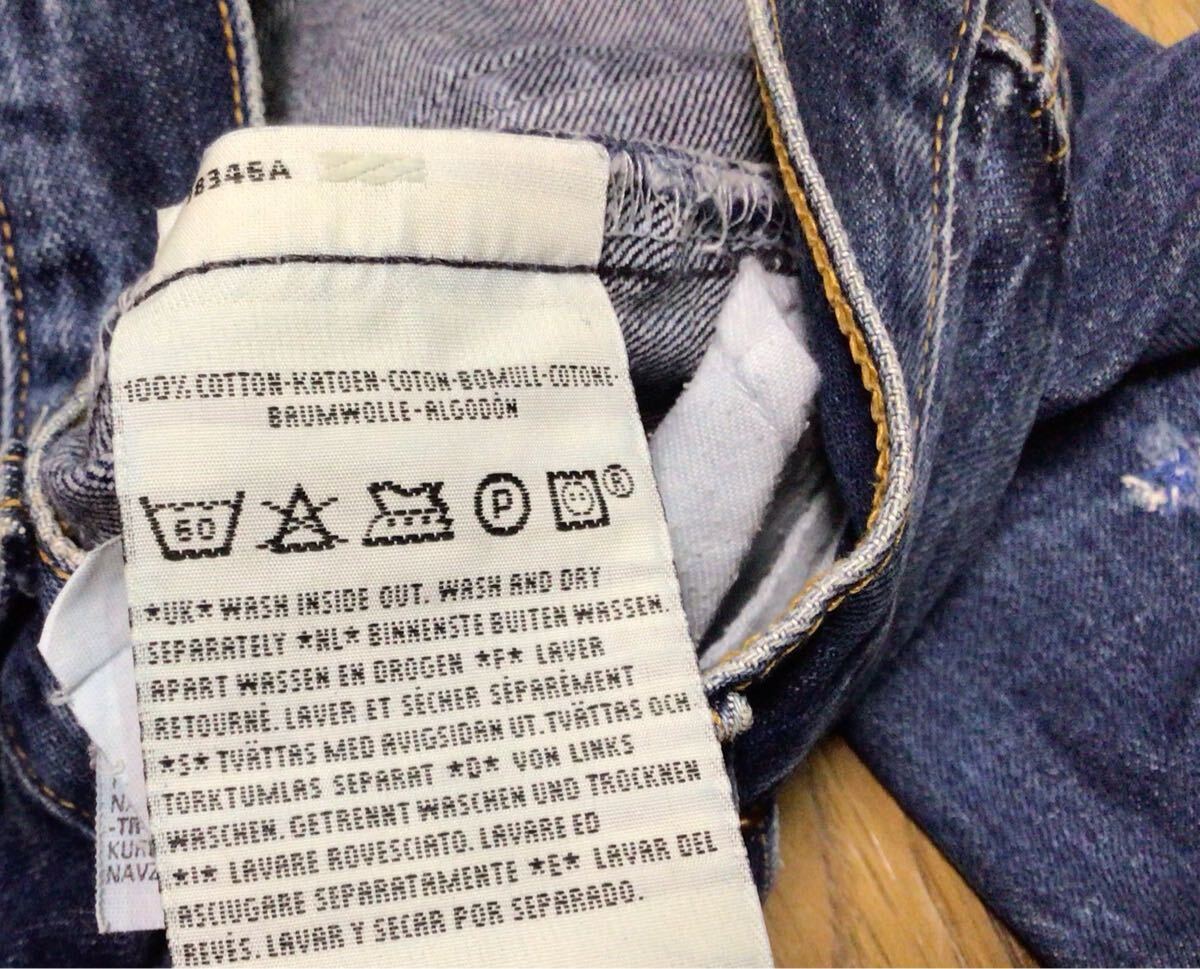 8346A
100% COTTON-KATOEN-COTON-BOMULL-COTONE-
BAUMWOLLE-ALGODÓN
60 P ®
*UK* WASH INSIDE OUT. WASH AND DRY
SEPARATELY *NL* BINNENSTE BUITEN WASSEN.
APART WASSEN EN DROGEN *F* LAVER
RETOURNÉ. LAVER ET SÉCHER SÉPARÉMENT
*S* TVÄTTAS MED AVIGSIDAN UT. TVÄTTAS OCH
TORKTUMLAS SEPARAT *D* VON LINKS
WASCHEN. GETRENNT WASCHEN UND TROCKNEN
*I* LAVARE ROVESCIATO. LAVARE ED
ASCIUGARE SEPARATAMENTE *E* LAVAR DEL
REVÉS. LAVAR Y SECAR POR SEPARADO.
-TR
NAVZ